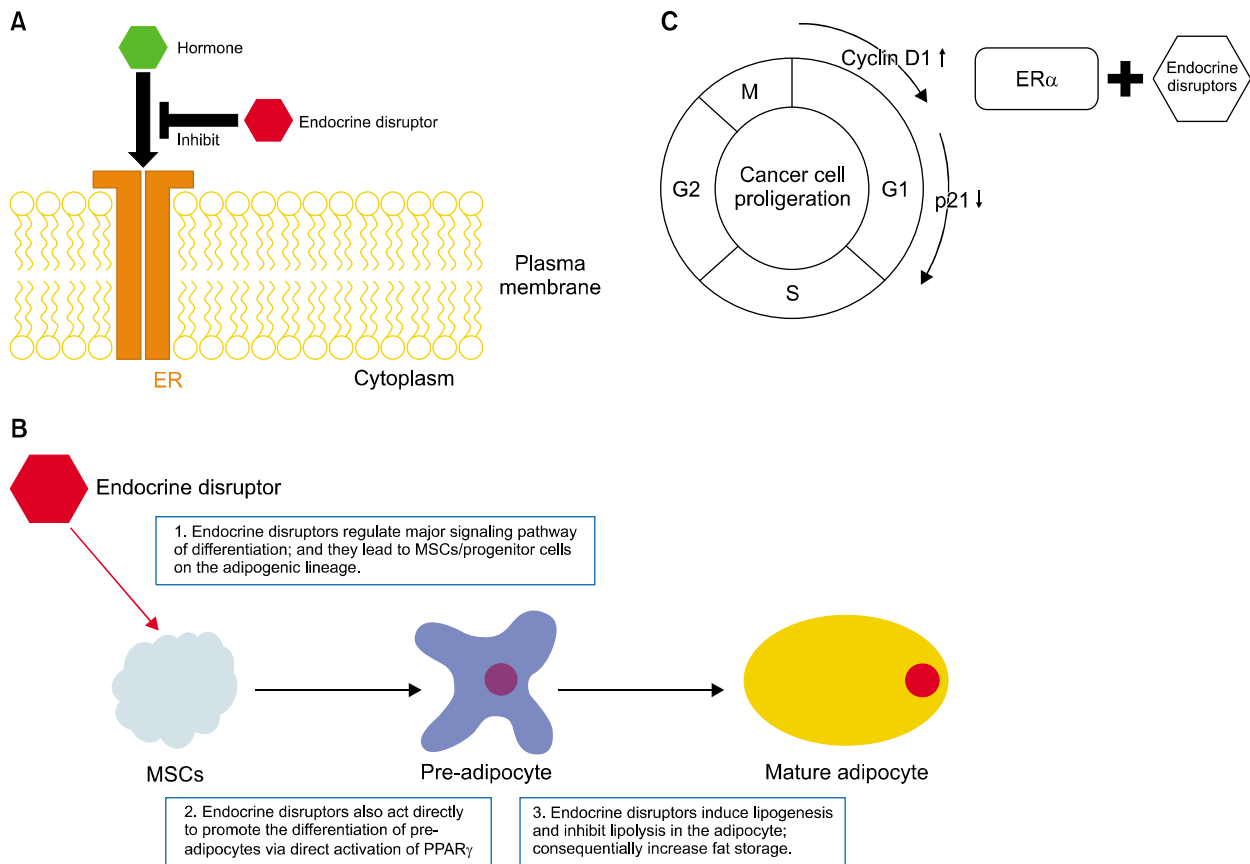 A
Hormone
Endocrine disruptor
Inhibit
Plasma
membrane
ER
Cytoplasm
C
Cyclin D1 ↑
p21 ↓
M
G2
G1
S
Cancer cell
proligeration
ERα
Endocrine
disruptors
B
Endocrine disruptor
1. Endocrine disruptors regulate major signaling pathway
of differentiation; and they lead to MSCs/progenitor cells
on the adipogenic lineage.
MSCs
Pre-adipocyte
Mature adipocyte
2. Endocrine disruptors also act directly
to promote the differentiation of pre-
adipocytes via direct activation of PPARγ
3. Endocrine disruptors induce lipogenesis
and inhibit lipolysis in the adipocyte;
consequentially increase fat storage.